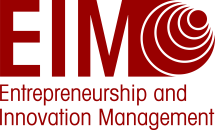 EIM
Entrepreneurship and
Innovation Management